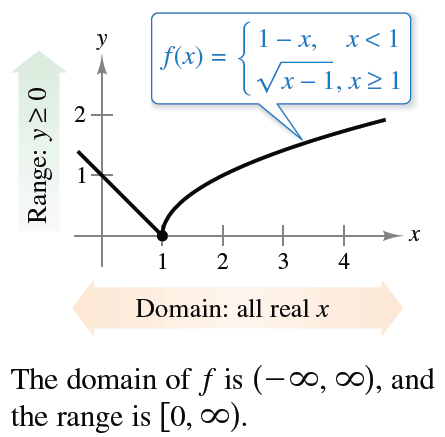 y
f(x) = { 1 − x, x < 1
√x − 1, x ≥ 1
Range: y ≥ 0
2
1
x
1 2 3 4
Domain: all real x
The domain of f is (−∞, ∞), and
the range is [0, ∞).